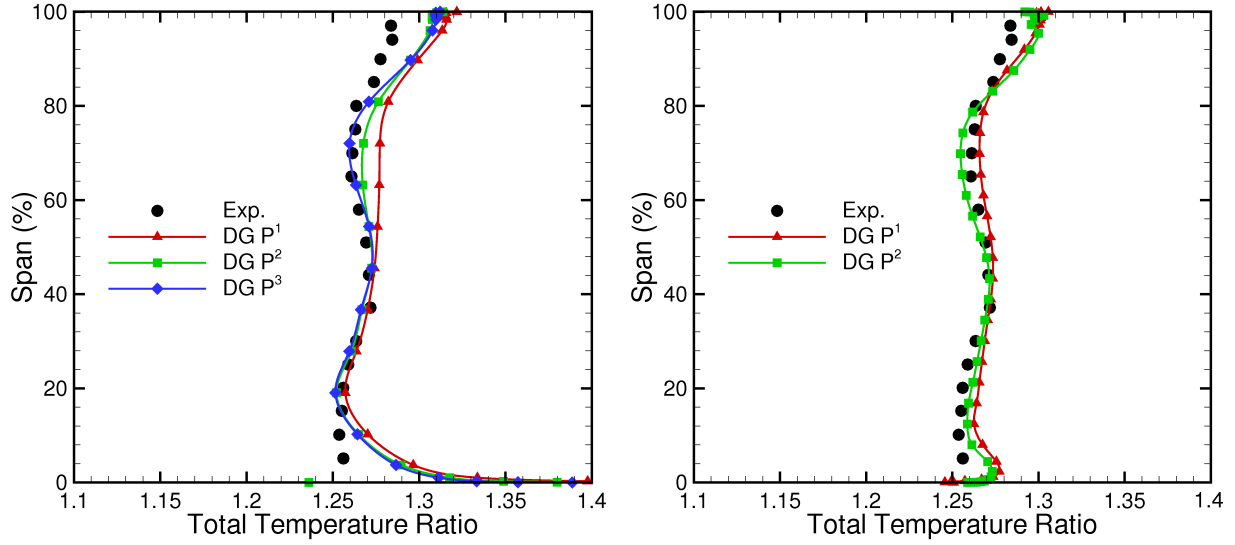 100
80
60
40
20
0
Span (%)
Exp.
DG P¹
DG P²
DG P³
1.1 1.15 1.2 1.25 1.3 1.35 1.4
Total Temperature Ratio
100
80
60
40
20
0
Span (%)
Exp.
DG P¹
DG P²
1.1 1.15 1.2 1.25 1.3 1.35 1.4
Total Temperature Ratio